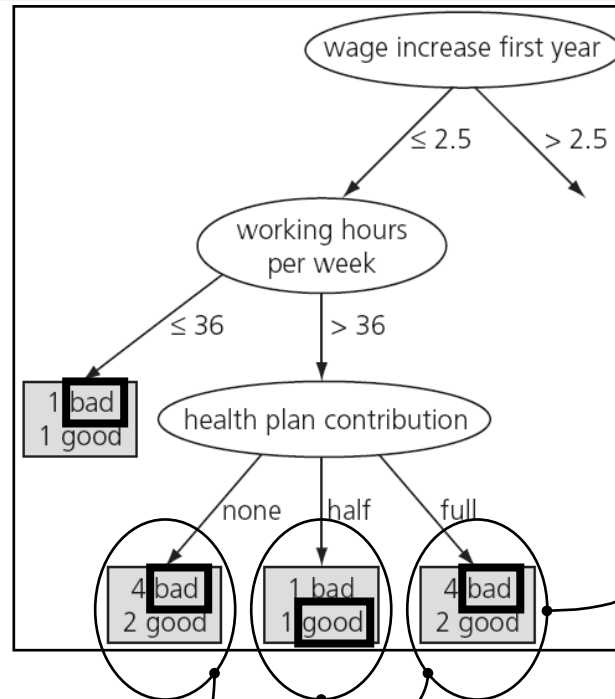 wage increase first year
≤ 2.5
> 2.5
working hours
per week
≤ 36
> 36
1 bad
1 good
health plan contribution
none
half
full
4 bad
2 good
1 bad
1 good
4 bad
2 good